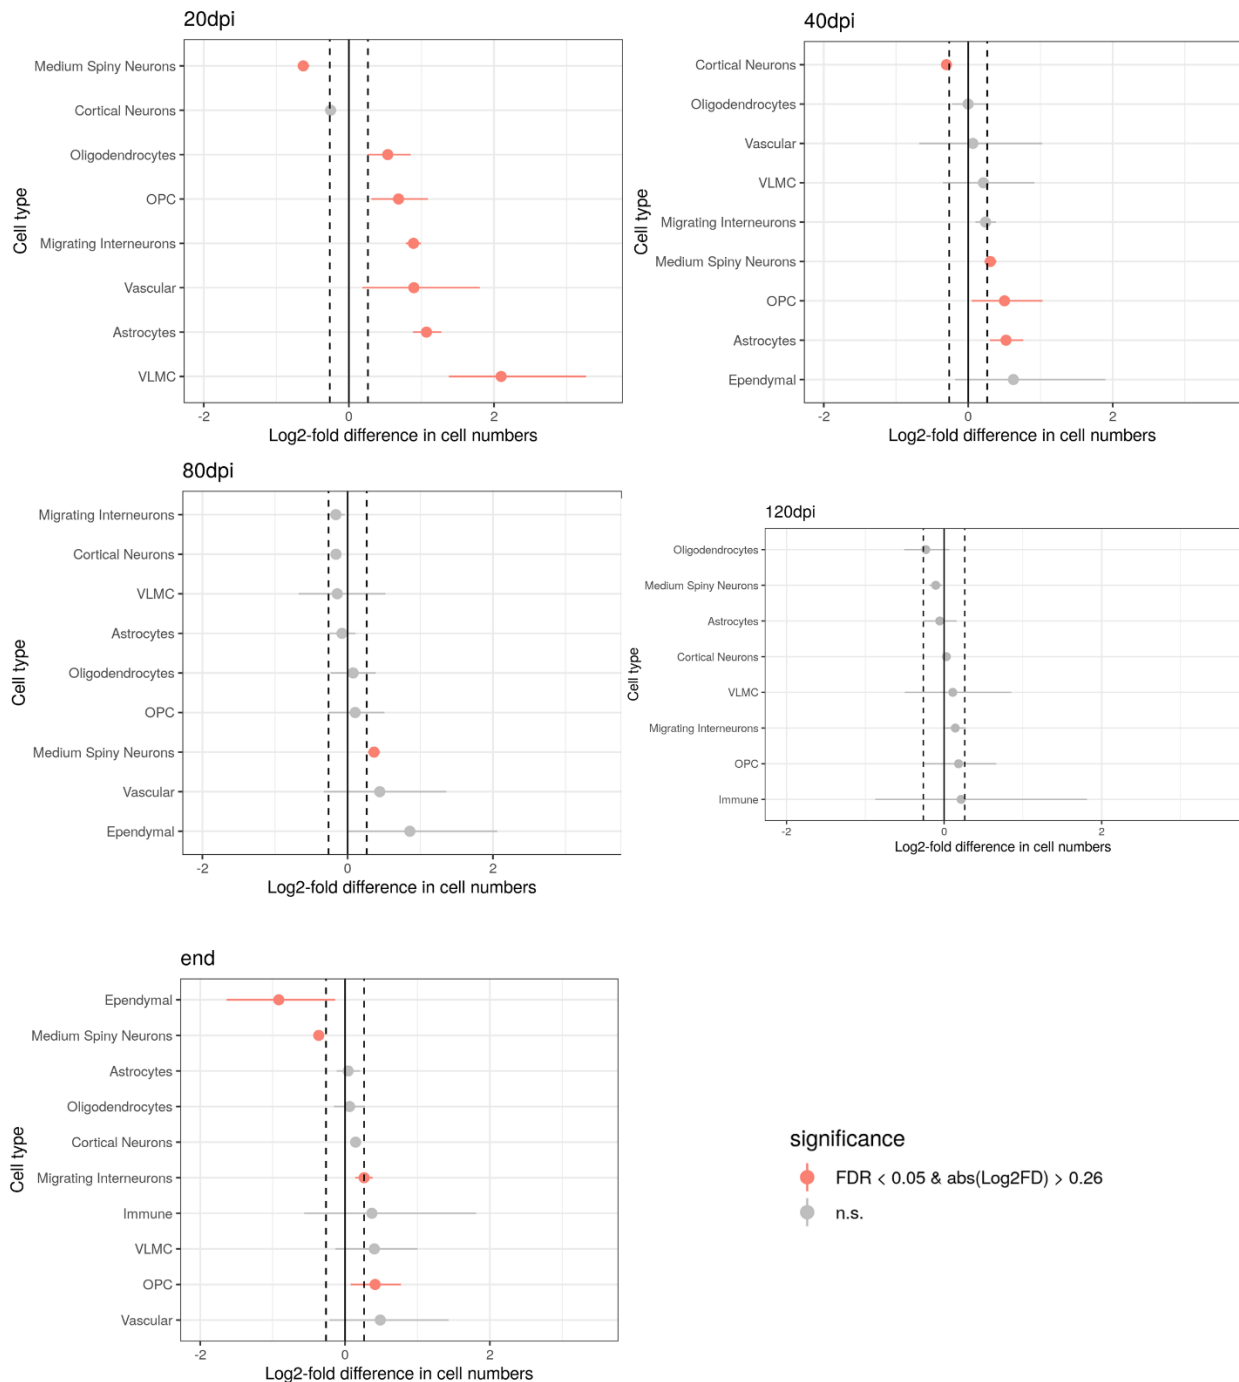 20dpi
Medium Spiny Neurons
Cortical Neurons
Oligodendrocytes
OPC
Migrating Interneurons
Vascular
Astrocytes
VLMC
Cell type
-2
0
2
Log2-fold difference in cell numbers
40dpi
Cortical Neurons
Oligodendrocytes
Vascular
VLMC
Migrating Interneurons
Medium Spiny Neurons
OPC
Astrocytes
Ependymal
Cell type
-2
0
2
Log2-fold difference in cell numbers
80dpi
Migrating Interneurons
Cortical Neurons
VLMC
Astrocytes
Oligodendrocytes
OPC
Medium Spiny Neurons
Vascular
Ependymal
Cell type
-2
0
2
Log2-fold difference in cell numbers
120dpi
Oligodendrocytes
Medium Spiny Neurons
Astrocytes
Cortical Neurons
VLMC
Migrating Interneurons
OPC
Immune
Cell type
-2
0
2
Log2-fold difference in cell numbers
end
Ependymal
Medium Spiny Neurons
Astrocytes
Oligodendrocytes
Cortical Neurons
Migrating Interneurons
Immune
VLMC
OPC
Vascular
Cell type
-2
0
2
Log2-fold difference in cell numbers
significance
FDR < 0.05 & abs(Log2FD) > 0.26
n.s.